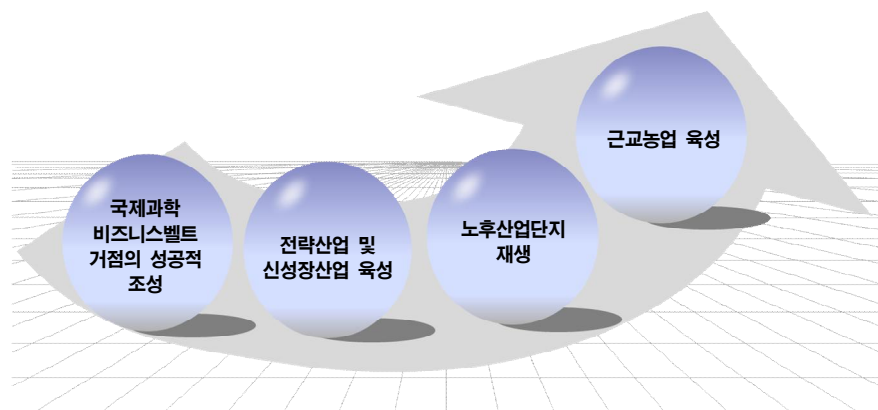 국제과학
비즈니스벨트
거점의 성공적
조성
전략산업 및
신성장산업 육성
노후산업단지
재생
근교농업 육성